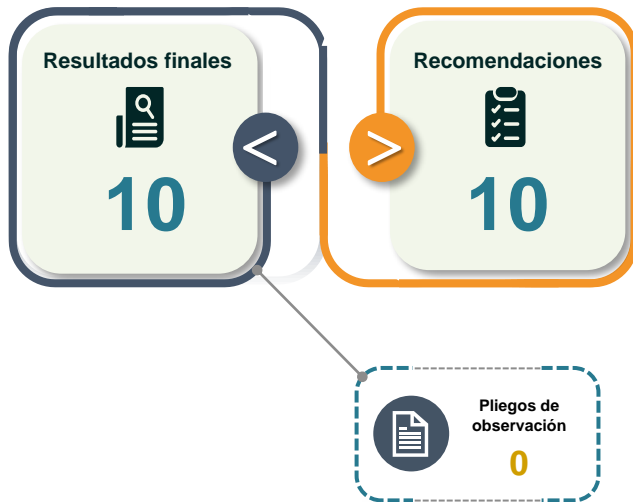 Resultados finales
10
<
>
Recomendaciones
10
Pliegos de
observación
0